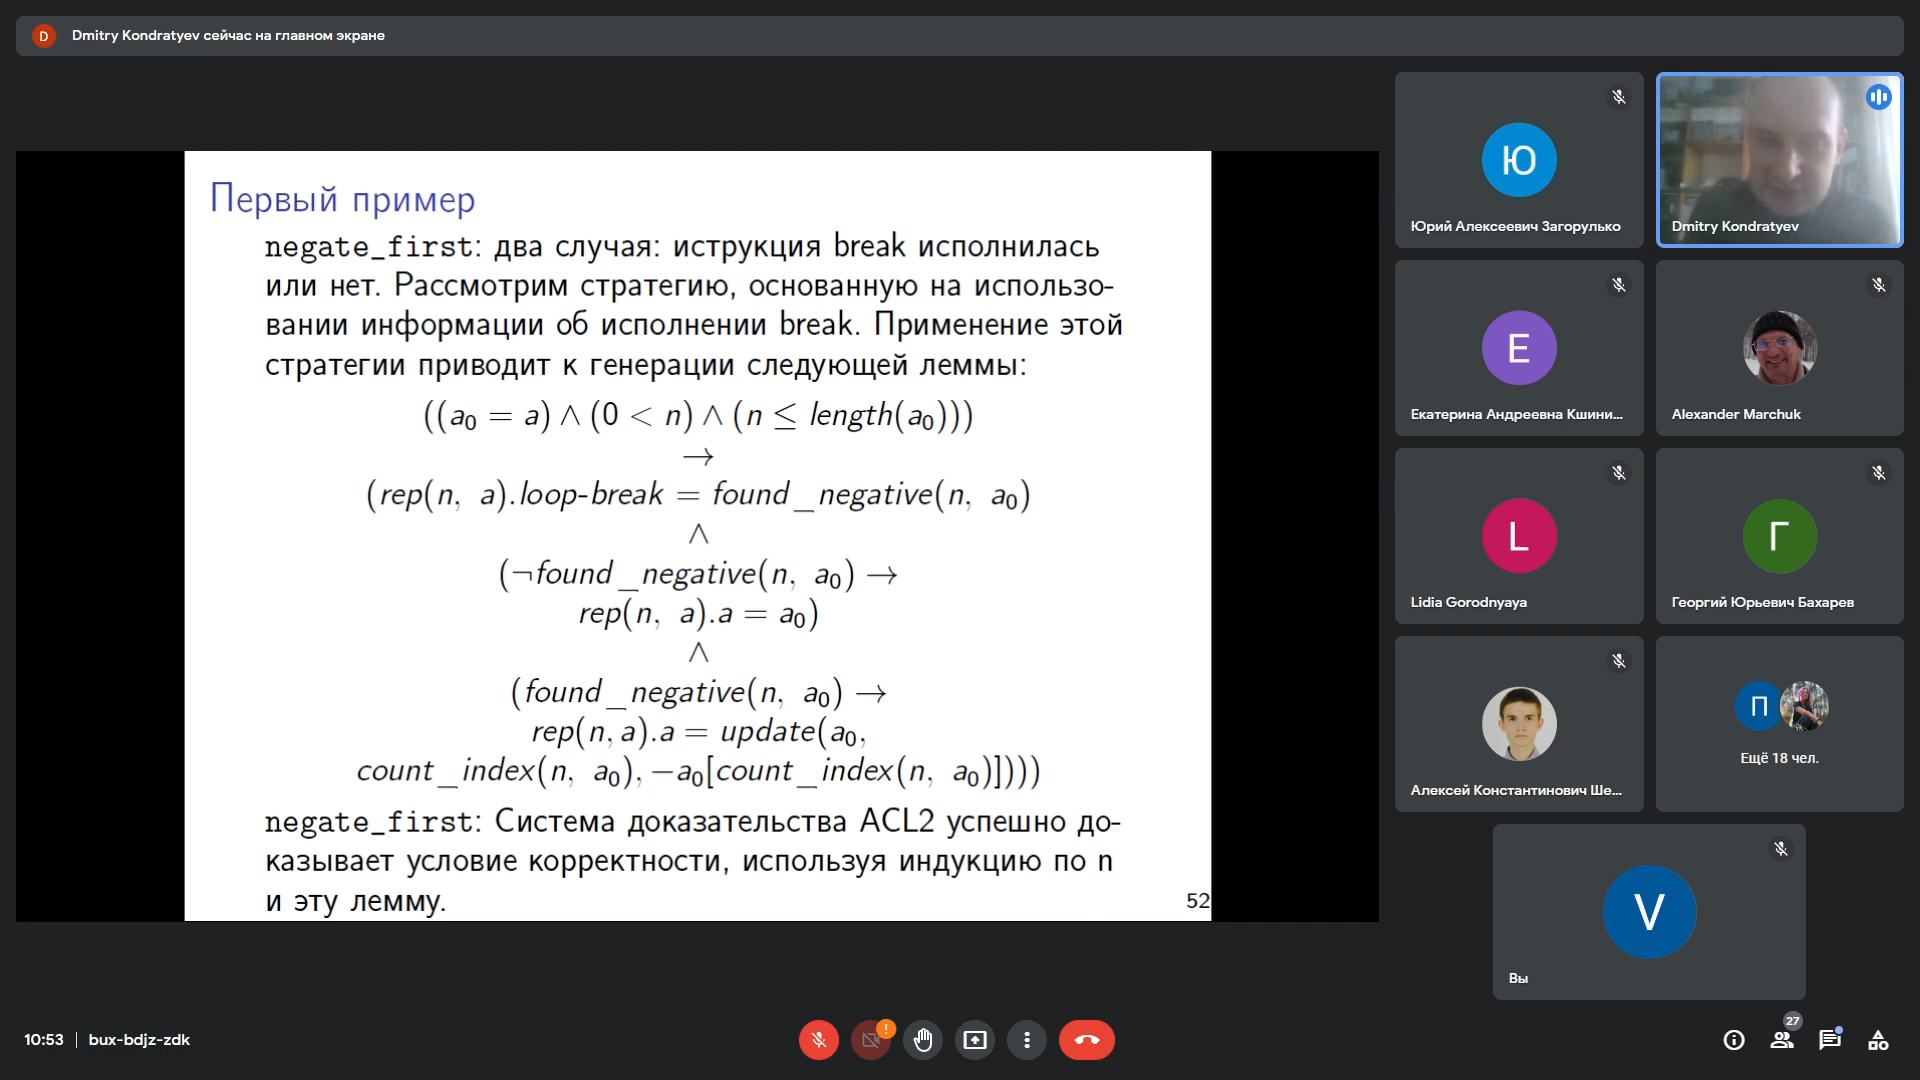 D
Dmitry Kondratyev сейчас на главном экране
Первый пример
negate_first: два случая: иструкция break исполнилась
или нет. Рассмотрим стратегию, основанную на использо-
вании информации об исполнении break. Применение этой
стратегии приводит к генерации следующей леммы:
((a₀ = a) ∧ (0 < n) ∧ (n ≤ length(a₀)))
→
(rep(n, a).loop-break = found_negative(n, a₀)
∧
(¬found_negative(n, a₀) →
rep(n, a).a = a₀)
∧
(found_negative(n, a₀) →
rep(n, a).a = update(a₀,
count_index(n, a₀), −a₀[count_index(n, a₀)])))
negate_first: Система доказательства ACL2 успешно до-
казывает условие корректности, используя индукцию по n
и эту лемму.
52
Ю
Юрий Алексеевич Загорулько
Dmitry Kondratyev
E
Екатерина Андреевна Кшини...
Alexander Marchuk
L
Lidia Gorodnyaya
Г
Георгий Юрьевич Бахарев
Алексей Константинович Ше...
П
Ещё 18 чел.
V
Вы
10:53 | bux-bdjz-zdk
!
27